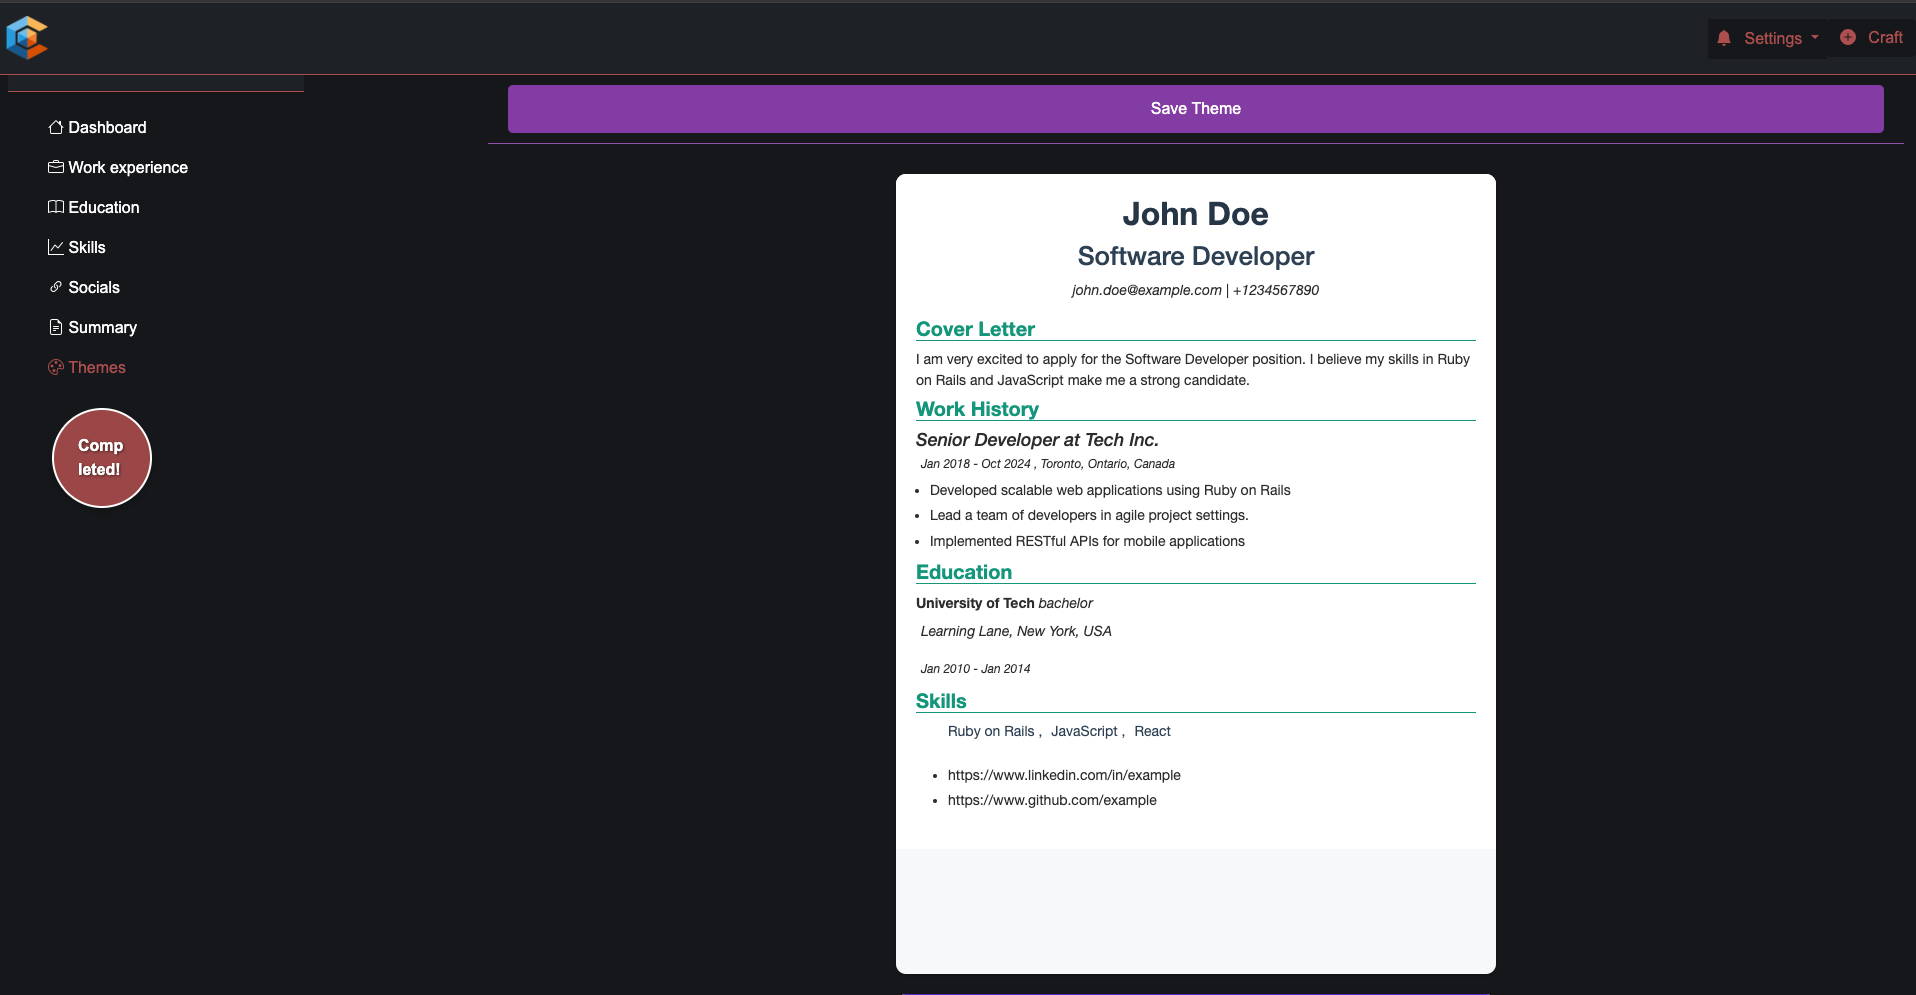 Settings
Craft
Dashboard
Work experience
Education
Skills
Socials
Summary
Themes
Comp
leted!
Save Theme
John Doe
Software Developer
john.doe@example.com | +1234567890
Cover Letter
I am very excited to apply for the Software Developer position. I believe my skills in Ruby
on Rails and JavaScript make me a strong candidate.
Work History
Senior Developer at Tech Inc.
Jan 2018 - Oct 2024 , Toronto, Ontario, Canada
• Developed scalable web applications using Ruby on Rails
• Lead a team of developers in agile project settings.
• Implemented RESTful APIs for mobile applications
Education
University of Tech bachelor
Learning Lane, New York, USA
Jan 2010 - Jan 2014
Skills
Ruby on Rails , JavaScript , React
• https://www.linkedin.com/in/example
• https://www.github.com/example